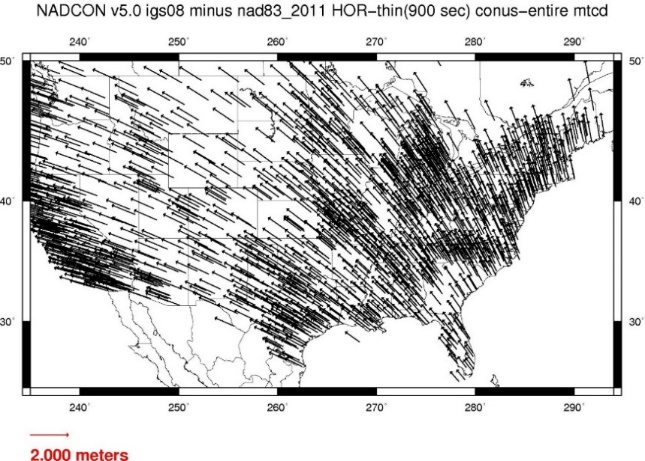 NADCON v5.0 igs08 minus nad83_2011 HOR-thin(900 sec) conus-entire mtcd
240° 250° 260° 270° 280° 290°
50° 50°
40° 40°
30° 30°
240° 250° 260° 270° 280° 290°
2.000 meters